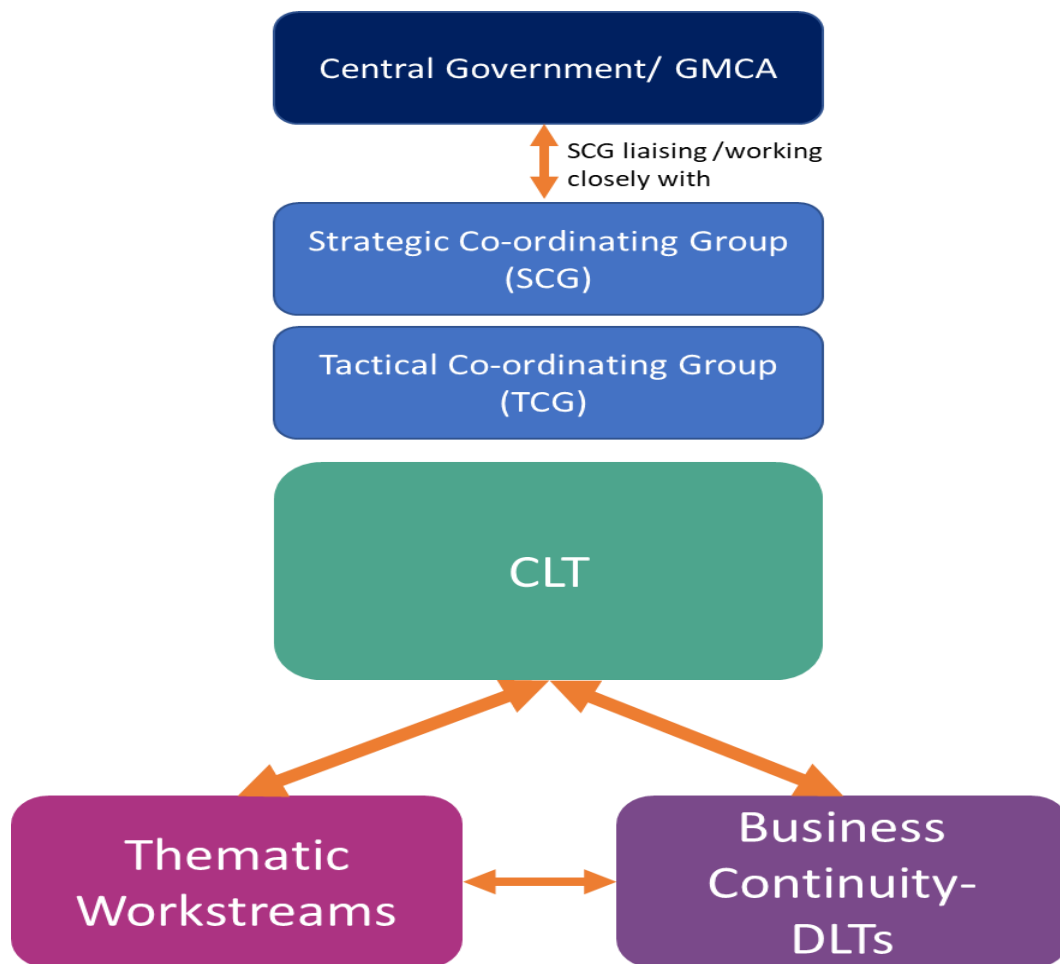 Central Government/ GMCA
SCG liaising /working
closely with
Strategic Co-ordinating Group
(SCG)
Tactical Co-ordinating Group
(TCG)
CLT
Thematic
Workstreams
Business
Continuity-
DLTs